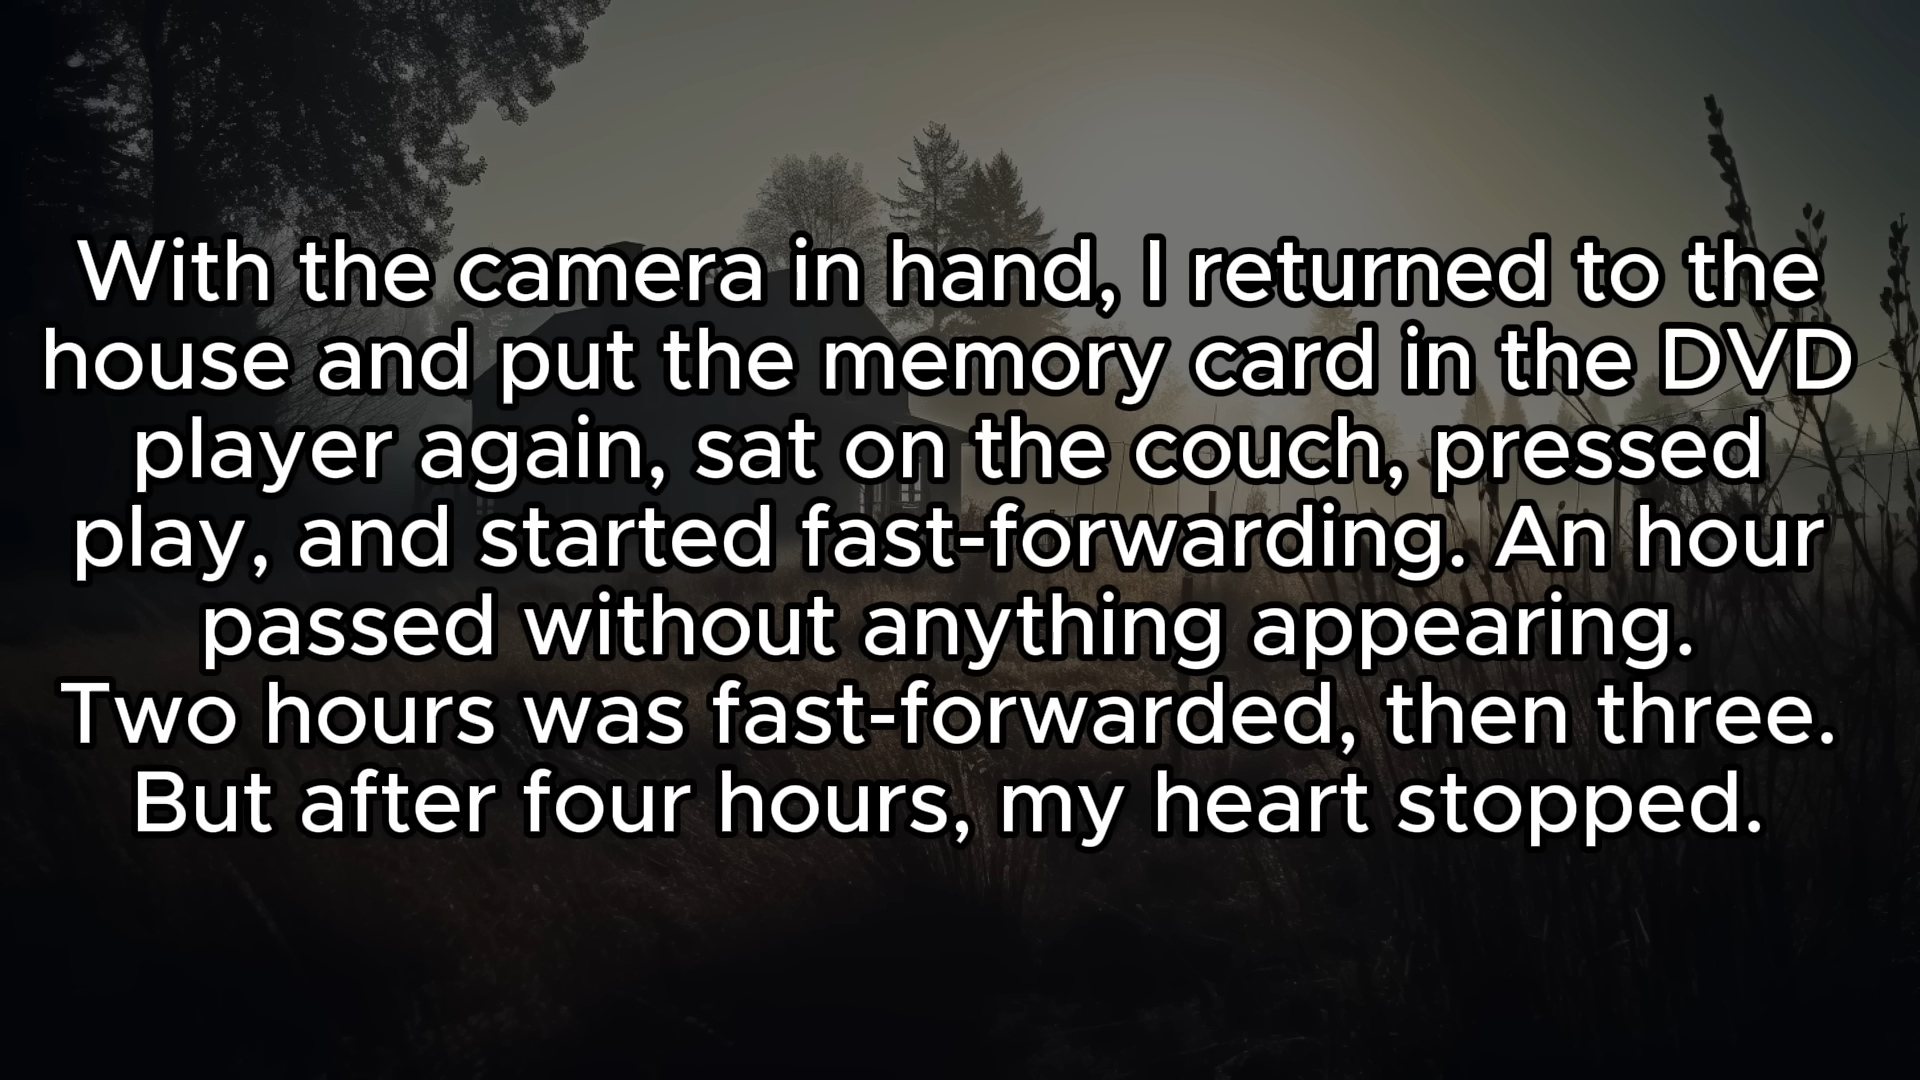 With the camera in hand, I returned to the
house and put the memory card in the DVD
player again, sat on the couch, pressed
play, and started fast-forwarding. An hour
passed without anything appearing.
Two hours was fast-forwarded, then three.
But after four hours, my heart stopped.